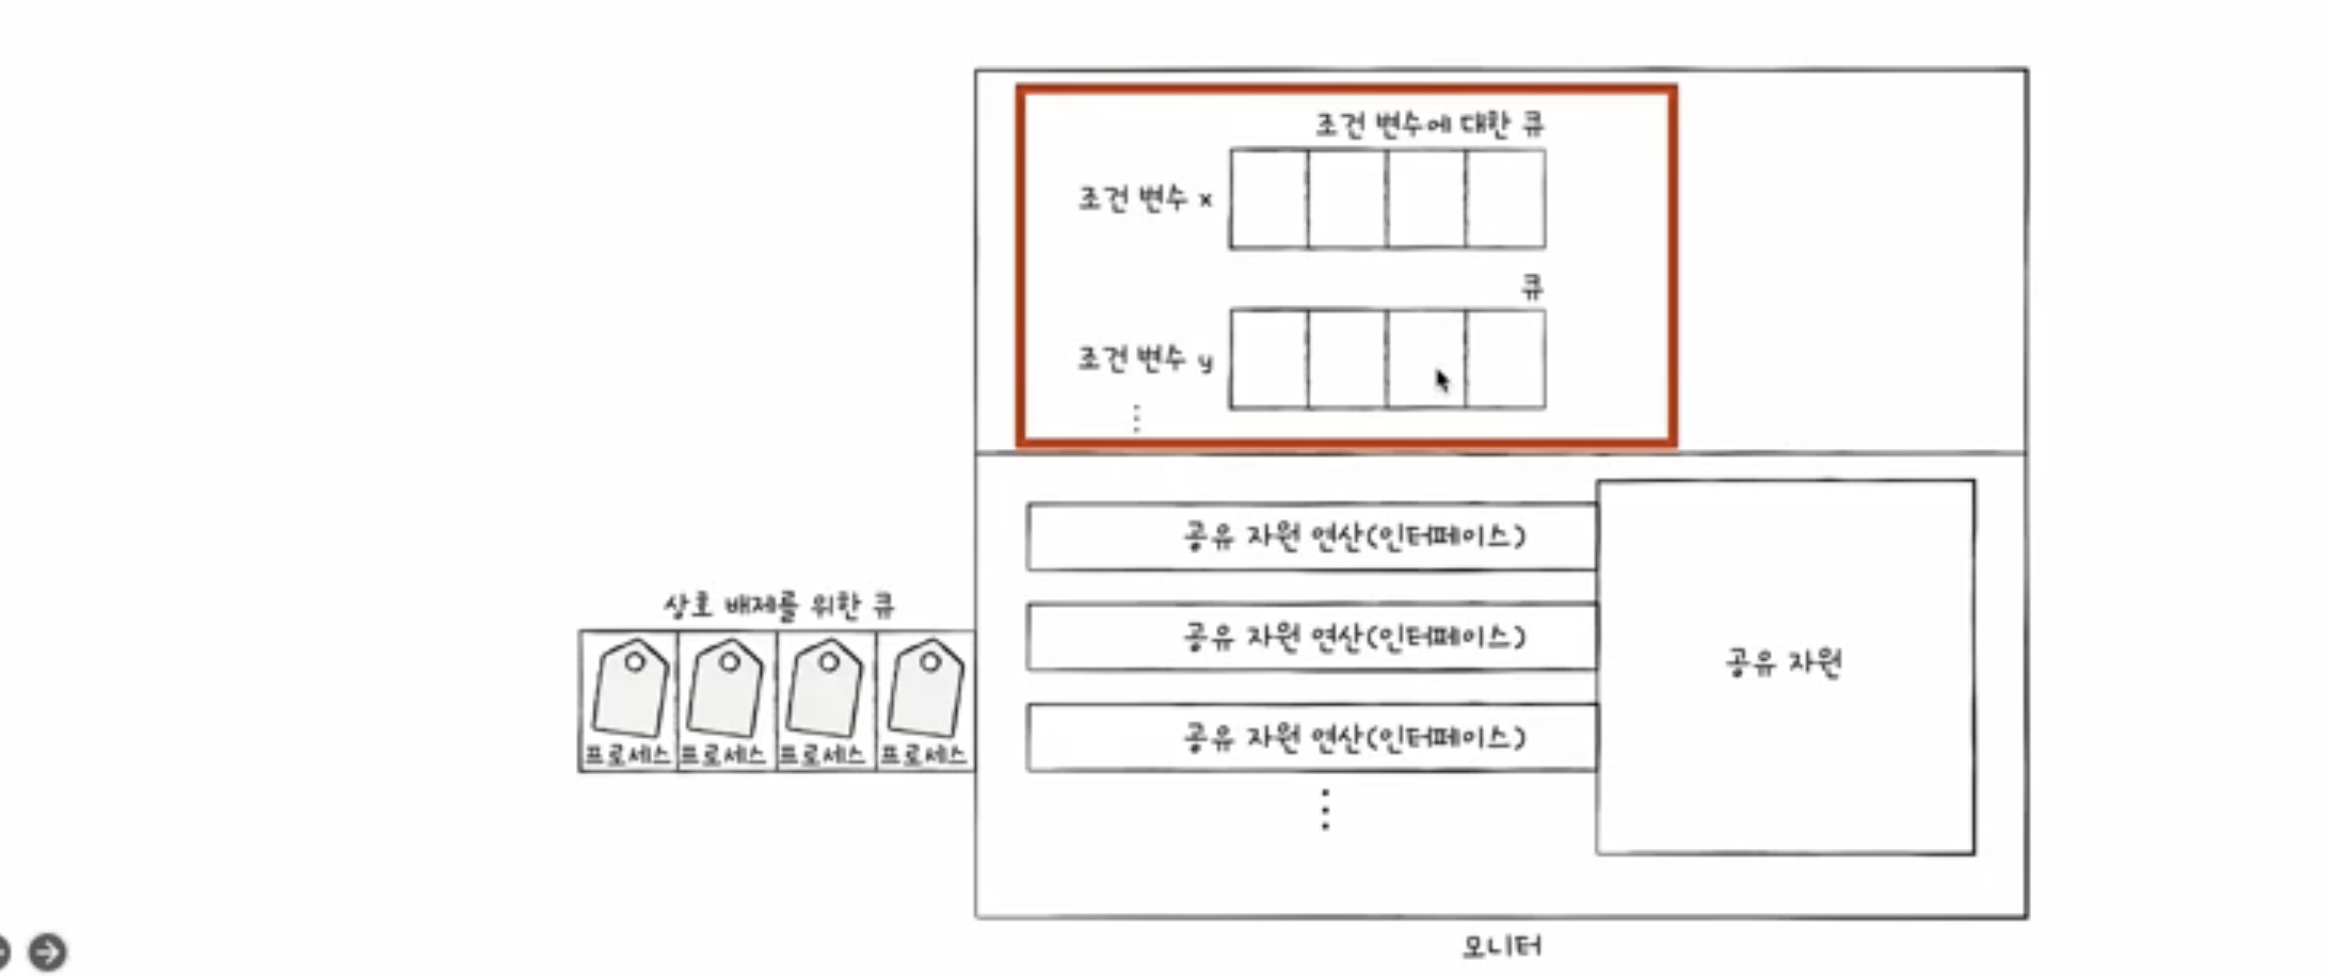 조건 변수에 대한 큐
조건 변수 x
큐
조건 변수 y
⋮
공유 자원 연산(인터페이스)
공유 자원 연산(인터페이스)
공유 자원 연산(인터페이스)
⋮
공유 자원
상호 배제를 위한 큐
프로세스 프로세스 프로세스 프로세스
모니터